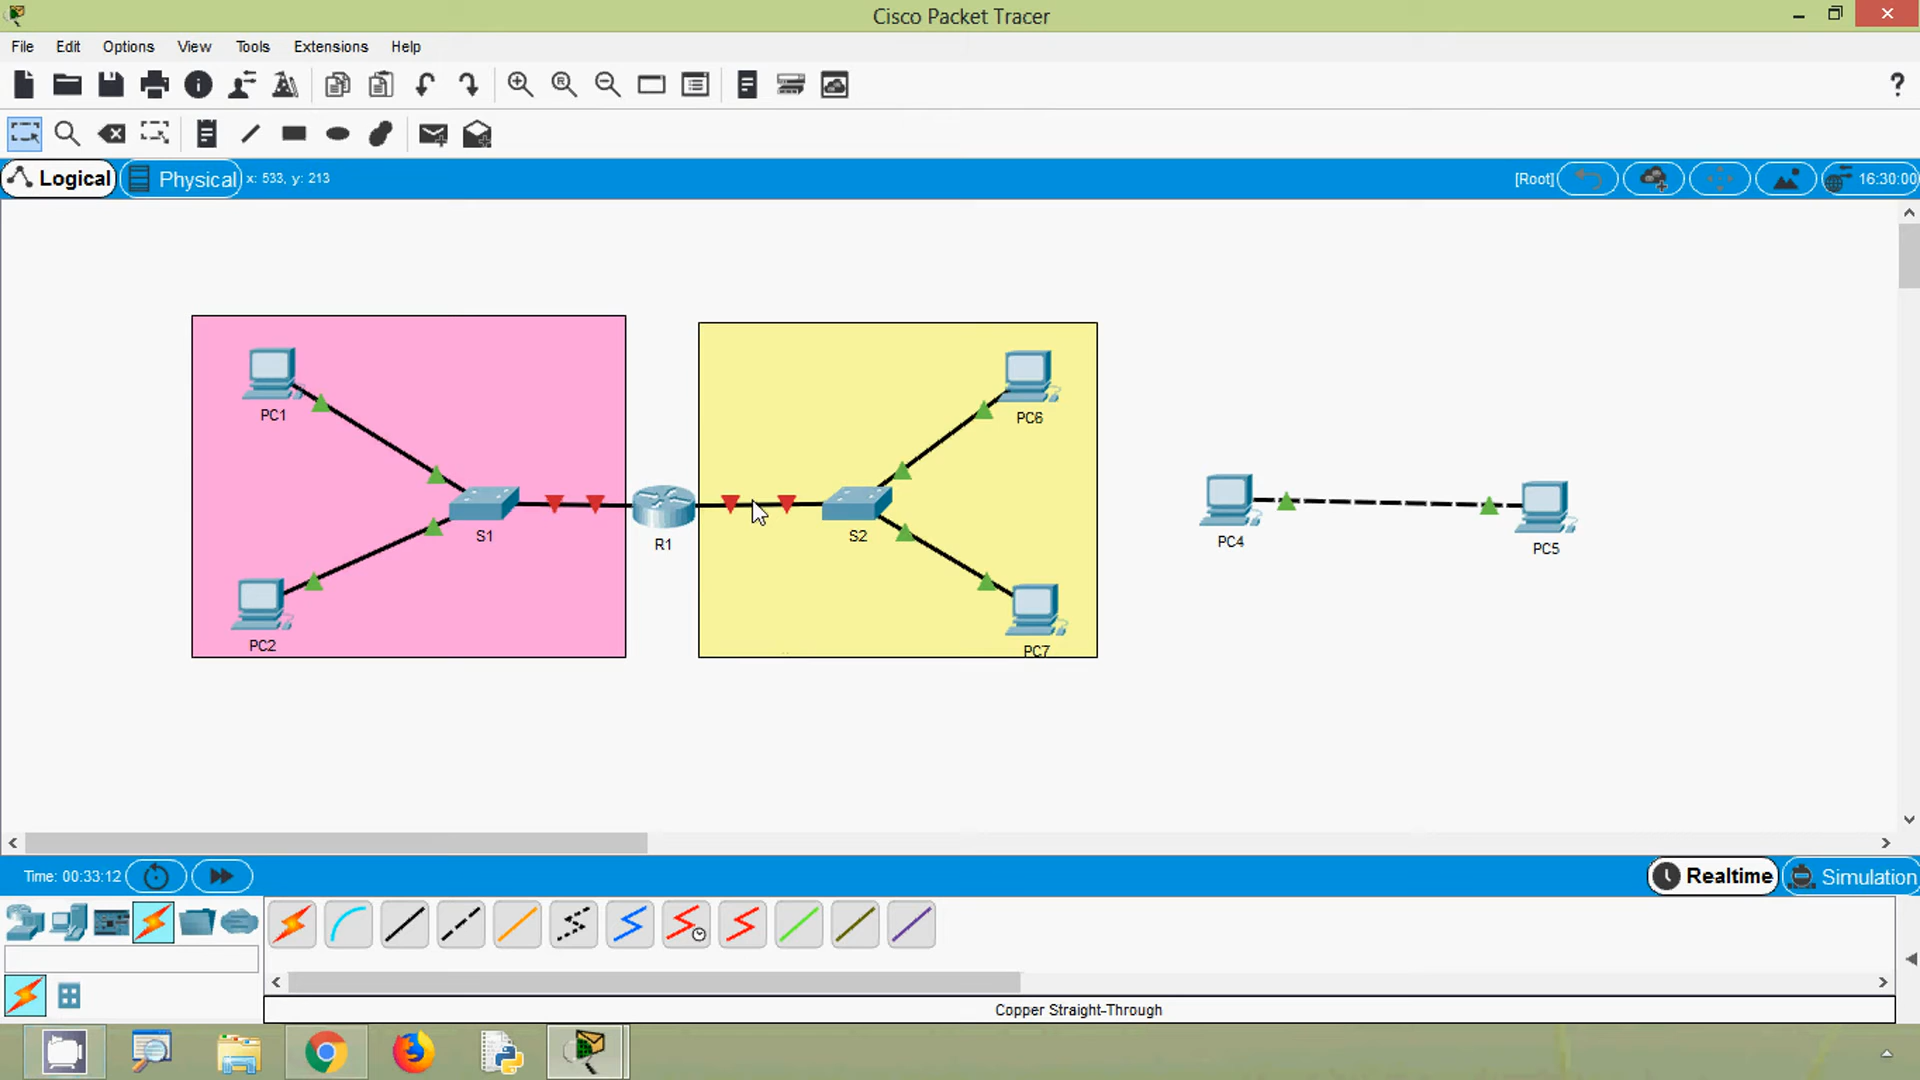 Cisco Packet Tracer
File Edit Options View Tools Extensions Help
Logical Physical x: 533, y: 213 [Root] 16:30:00
PC1
PC6
PC4
PC5
S1
R1
S2
PC2
PC7
Time: 00:33:12 Realtime Simulation
Copper Straight-Through